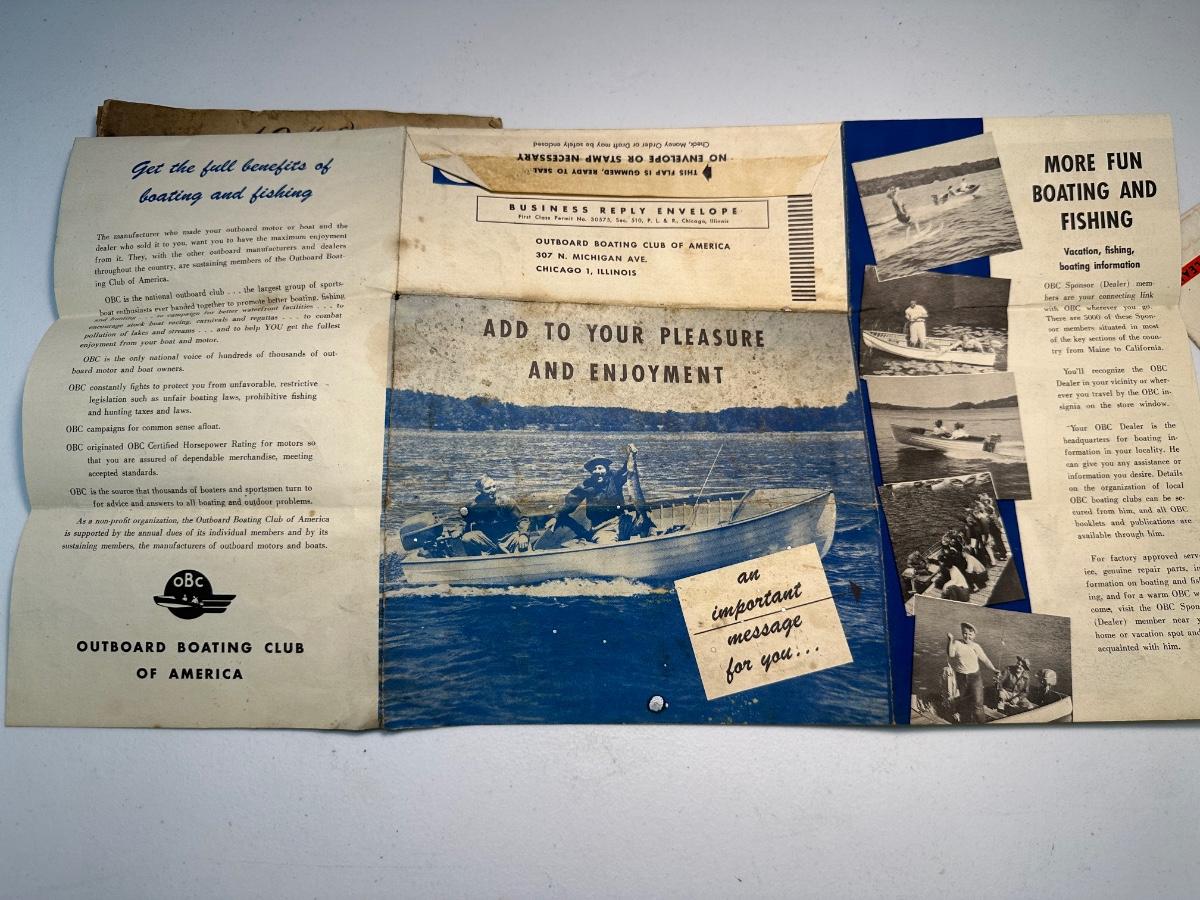 Get the full benefits of
boating and fishing
The manufacturer who made your outboard motor or boat and the
dealer who sold it to you, want you to have the maximum enjoyment
from it. They, with the other outboard manufacturers and dealers
throughout the country, are sustaining members of the Outboard Boat-
ing Club of America.
OBC is the national outboard club . . . the largest group of sports-
boat enthusiasts ever banded together to promote better boating, fishing
and hunting . . . to campaign for better waterfront facilities . . . to
encourage stock boat racing, carnivals and regattas . . . to combat
pollution of lakes and streams . . . and to help YOU get the fullest
enjoyment from your boat and motor.
OBC is the only national voice of hundreds of thousands of out-
board motor and boat owners.
OBC constantly fights to protect you from unfavorable, restrictive
legislation such as unfair boating laws, prohibitive fishing
and hunting taxes and laws.
OBC campaigns for common sense afloat.
OBC originated OBC Certified Horsepower Rating for motors so
that you are assured of dependable merchandise, meeting
accepted standards.
OBC is the source that thousands of boaters and sportsmen turn to
for advice and answers to all boating and outdoor problems.
As a non-profit organization, the Outboard Boating Club of America
is supported by the annual dues of its individual members and by its
sustaining members, the manufacturers of outboard motors and boats.
OBC
OUTBOARD BOATING CLUB
OF AMERICA
Check, Money Order or Draft may be safely enclosed
NO ENVELOPE OR STAMP NECESSARY
THIS FLAP IS GUMMED, READY TO SEAL
BUSINESS REPLY ENVELOPE
First Class Permit No. 30575, Sec. 510, P. L. & R., Chicago, Illinois
OUTBOARD BOATING CLUB OF AMERICA
307 N. MICHIGAN AVE.
CHICAGO 1, ILLINOIS
ADD TO YOUR PLEASURE
AND ENJOYMENT
an
important
message
for you...
MORE FUN
BOATING AND
FISHING
Vacation, fishing,
boating information
OBC Sponsor (Dealer) mem-
bers are your connecting link
with OBC wherever you go.
There are 5000 of these Spon-
sor members situated in most
of the key sections of the coun-
try from Maine to California.
You'll recognize the OBC
Dealer in your vicinity or wher-
ever you travel by the OBC in-
signia on the store window.
Your OBC Dealer is the
headquarters for boating in-
formation in your locality. He
can give you any assistance or
information you desire. Details
on the organization of local
OBC boating clubs can be se-
cured from him, and all OBC
booklets and publications are
available through him.
For factory approved serv-
ice, genuine repair parts, in-
formation on boating and fish-
ing, and for a warm OBC w
come, visit the OBC Spon
(Dealer) member near y
home or vacation spot and
acquainted with him.